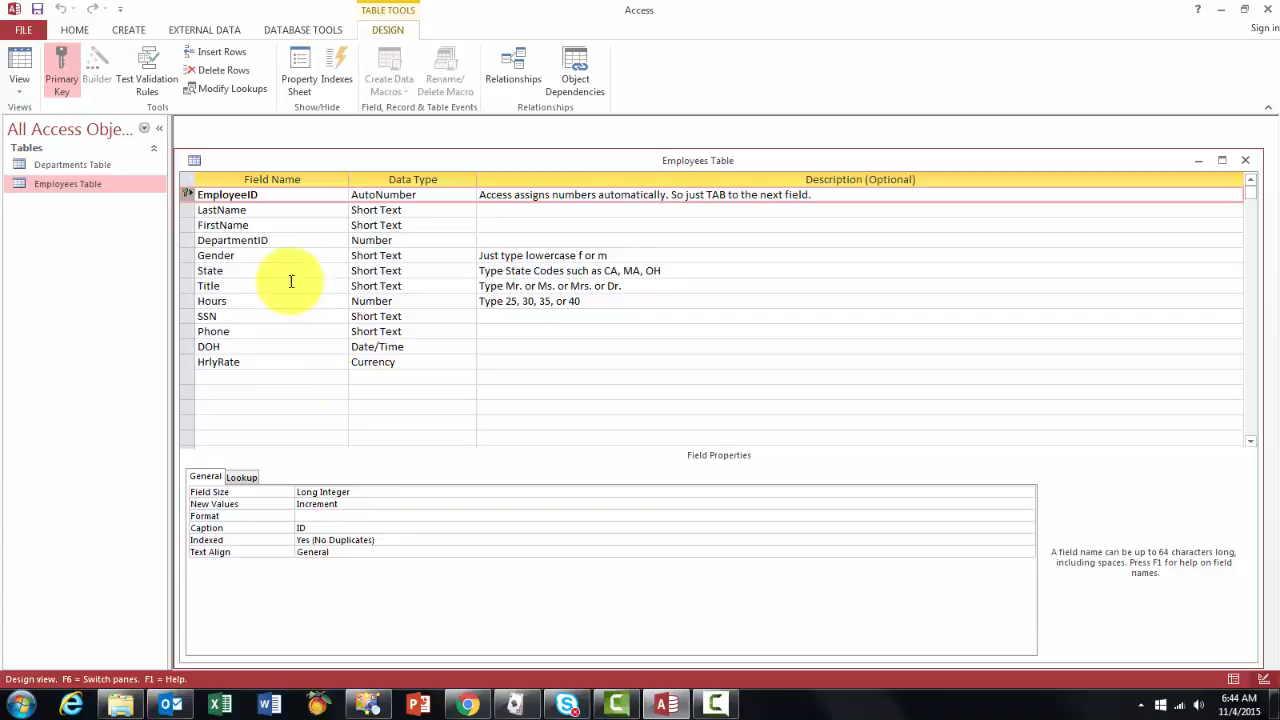 TABLE TOOLS
Access
?
FILE HOME CREATE EXTERNAL DATA DATABASE TOOLS DESIGN
Sign in
View
Primary Key
Builder
Test Validation Rules
Insert Rows
Delete Rows
Modify Lookups
Property Sheet
Indexes
Create Data Macros
Rename/ Delete Macro
Relationships
Object Dependencies
Views Tools Show/Hide Field, Record & Table Events Relationships
All Access Obje...
Tables
Departments Table
Employees Table
Employees Table
Field Name Data Type Description (Optional)
EmployeeID AutoNumber Access assigns numbers automatically. So just TAB to the next field.
LastName Short Text
FirstName Short Text
DepartmentID Number
Gender Short Text Just type lowercase f or m
State Short Text Type State Codes such as CA, MA, OH
Title Short Text Type Mr. or Ms. or Mrs. or Dr.
Hours Number Type 25, 30, 35, or 40
SSN Short Text
Phone Short Text
DOH Date/Time
HrlyRate Currency
Field Properties
General Lookup
Field Size Long Integer
New Values Increment
Format
Caption ID
Indexed Yes (No Duplicates)
Text Align General
A field name can be up to 64 characters long,
including spaces. Press F1 for help on field
names.
Design view. F6 = Switch panes. F1 = Help.
6:44 AM
11/4/2015